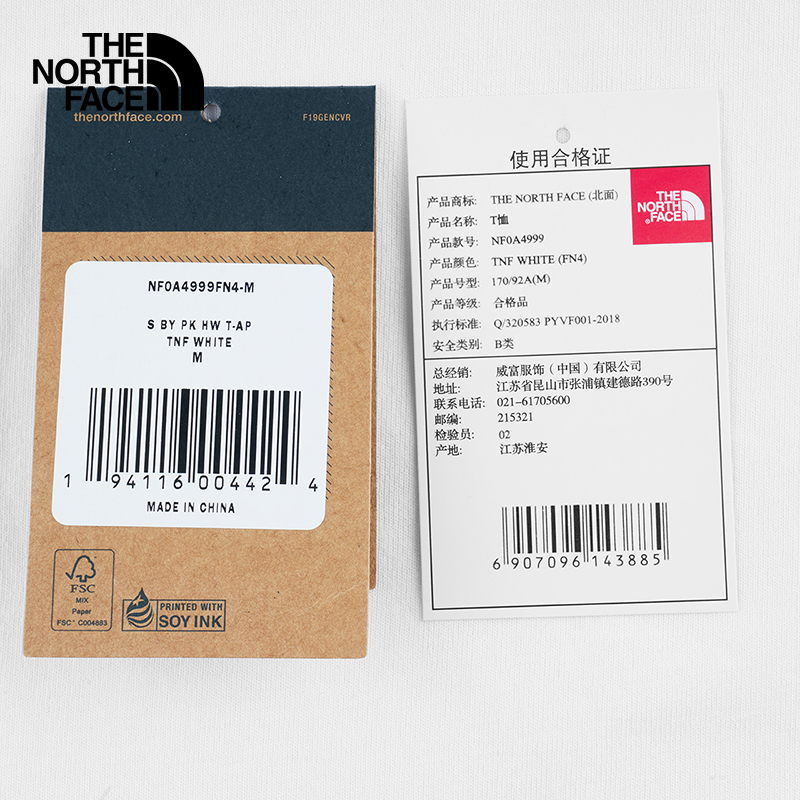 THE
NORTH
FACE
thenorthface.com
F19GENCVR
NF0A4999FN4-M
S BY PK HW T-AP
TNF WHITE
M
1 94116 00442 4
MADE IN CHINA
FSC
MIX
Paper
FSC™ C004883
PRINTED WITH
SOY INK
使用合格证
THE
NORTH
FACE
产品商标: THE NORTH FACE (北面)
产品名称: T恤
产品款号: NF0A4999
产品颜色: TNF WHITE (FN4)
产品号型: 170/92A(M)
产品等级: 合格品
执行标准: Q/320583 PYVF001-2018
安全类别: B类
总经销: 威富服饰（中国）有限公司
地址: 江苏省昆山市张浦镇建德路390号
联系电话: 021-61705600
邮编: 215321
检验员: 02
产地: 江苏淮安
6 907096 143885